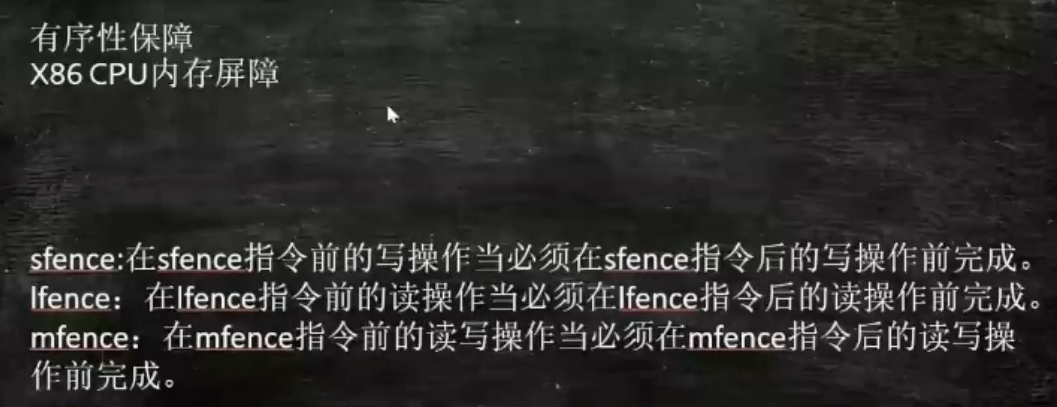 有序性保障
X86 CPU内存屏障
sfence:在sfence指令前的写操作当必须在sfence指令后的写操作前完成。
lfence：在lfence指令前的读操作当必须在lfence指令后的读操作前完成。
mfence：在mfence指令前的读写操作当必须在mfence指令后的读写操
作前完成。